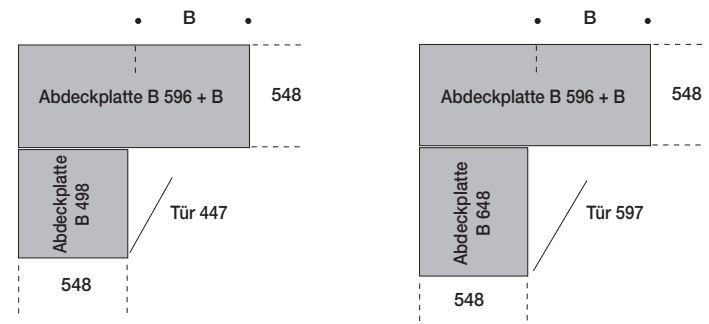 B
Abdeckplatte B 596 + B
548
Abdeckplatte
B 498
Tür 447
548
B
Abdeckplatte B 596 + B
548
Abdeckplatte
B 648
Tür 597
548